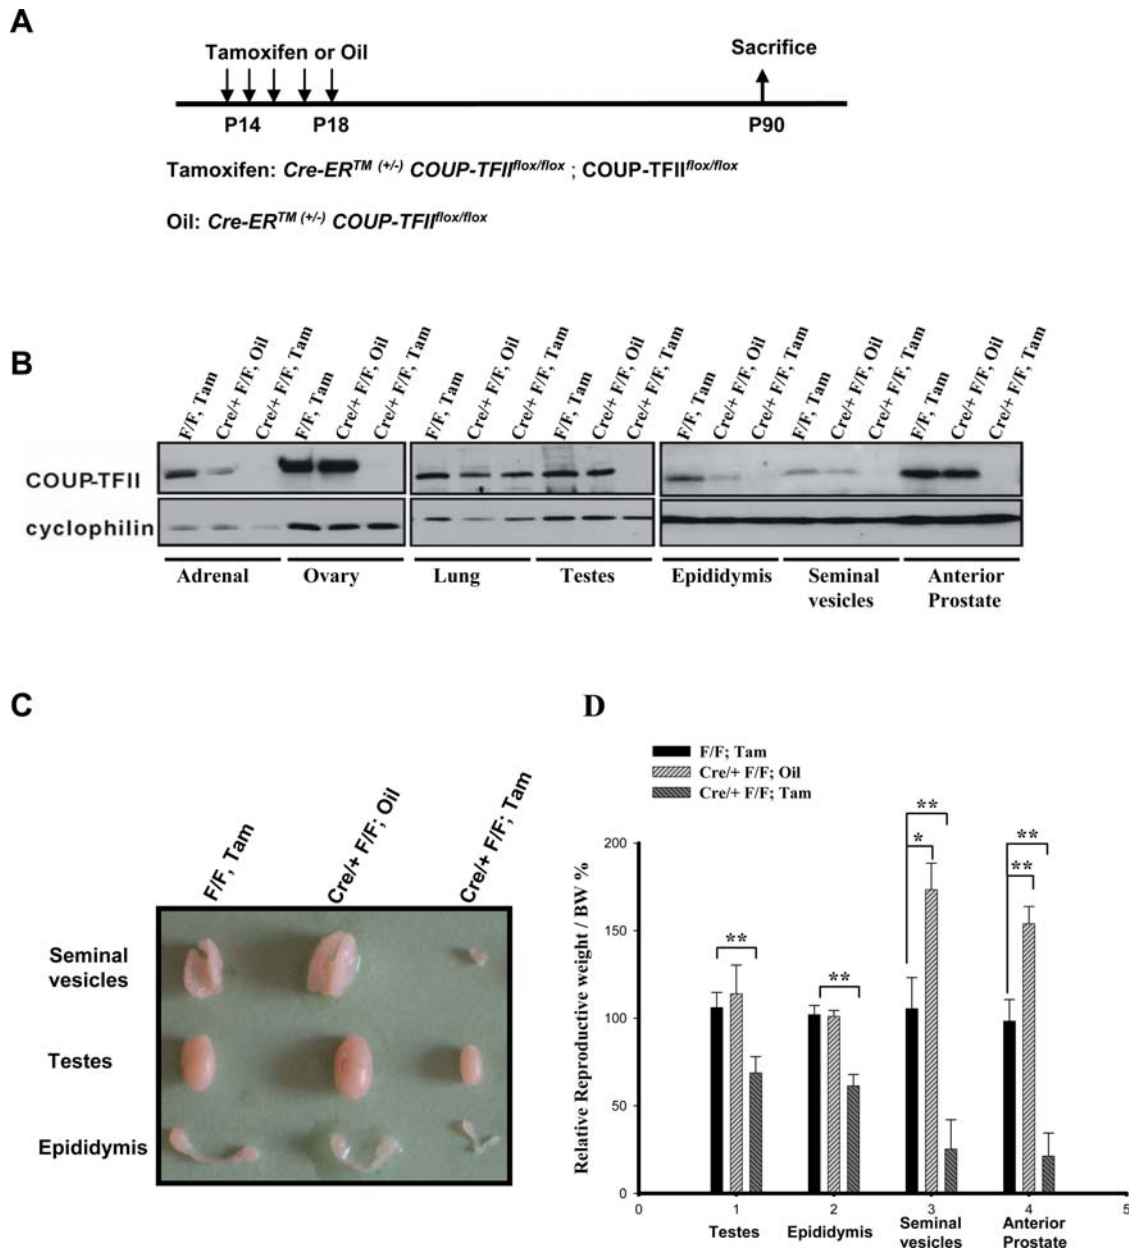 A
Tamoxifen or Oil
Sacrifice
P14
P18
P90
Tamoxifen: Cre-ER^TM (+/-) COUP-TFII^flox/flox ; COUP-TFII^flox/flox
Oil: Cre-ER^TM (+/-) COUP-TFII^flox/flox
B
F/F, Tam
Cre/+ F/F, Oil
Cre/+ F/F, Tam
F/F, Tam
Cre/+ F/F, Oil
Cre/+ F/F, Tam
F/F, Tam
Cre/+ F/F, Oil
Cre/+ F/F, Tam
F/F, Tam
Cre/+ F/F, Oil
Cre/+ F/F, Tam
F/F, Tam
Cre/+ F/F, Oil
Cre/+ F/F, Tam
F/F, Tam
Cre/+ F/F, Oil
Cre/+ F/F, Tam
F/F, Tam
Cre/+ F/F, Oil
Cre/+ F/F, Tam
COUP-TFII
cyclophilin
Adrenal
Ovary
Lung
Testes
Epididymis
Seminal
vesicles
Anterior
Prostate
C
F/F, Tam
Cre/+ F/F; Oil
Cre/+ F/F; Tam
Seminal
vesicles
Testes
Epididymis
D
F/F; Tam
Cre/+ F/F; Oil
Cre/+ F/F; Tam
Relative Reproductive weight / BW %
200
150
100
50
0
**
**
**
*
**
**
0
1
2
3
4
5
Testes
Epididymis
Seminal
vesicles
Anterior
Prostate